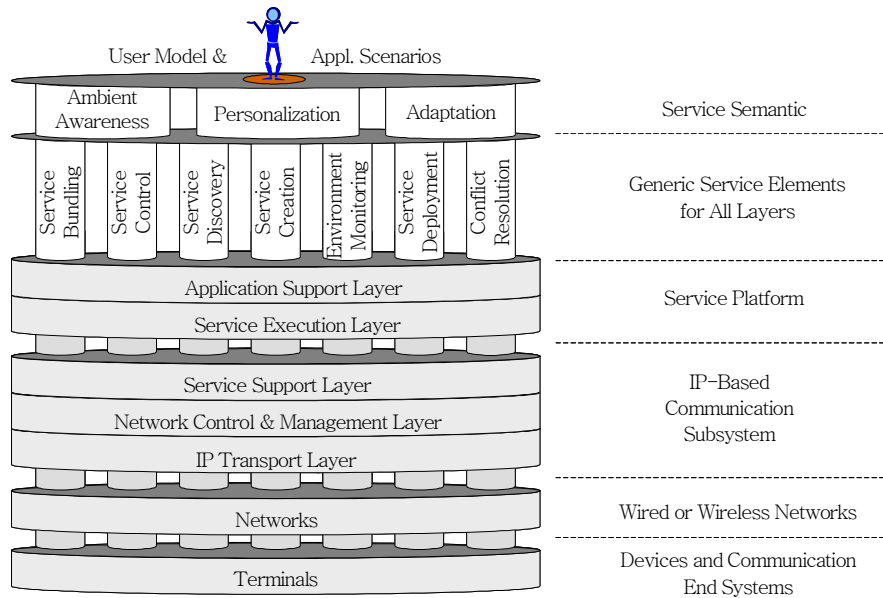 User Model & Appl. Scenarios
Ambient
Awareness
Personalization
Adaptation
Service Semantic
Service
Bundling
Service
Control
Service
Discovery
Service
Creation
Environment
Monitoring
Service
Deployment
Conflict
Resolution
Generic Service Elements
for All Layers
Application Support Layer
Service Execution Layer
Service Platform
Service Support Layer
Network Control & Management Layer
IP Transport Layer
IP-Based
Communication
Subsystem
Networks
Wired or Wireless Networks
Terminals
Devices and Communication
End Systems